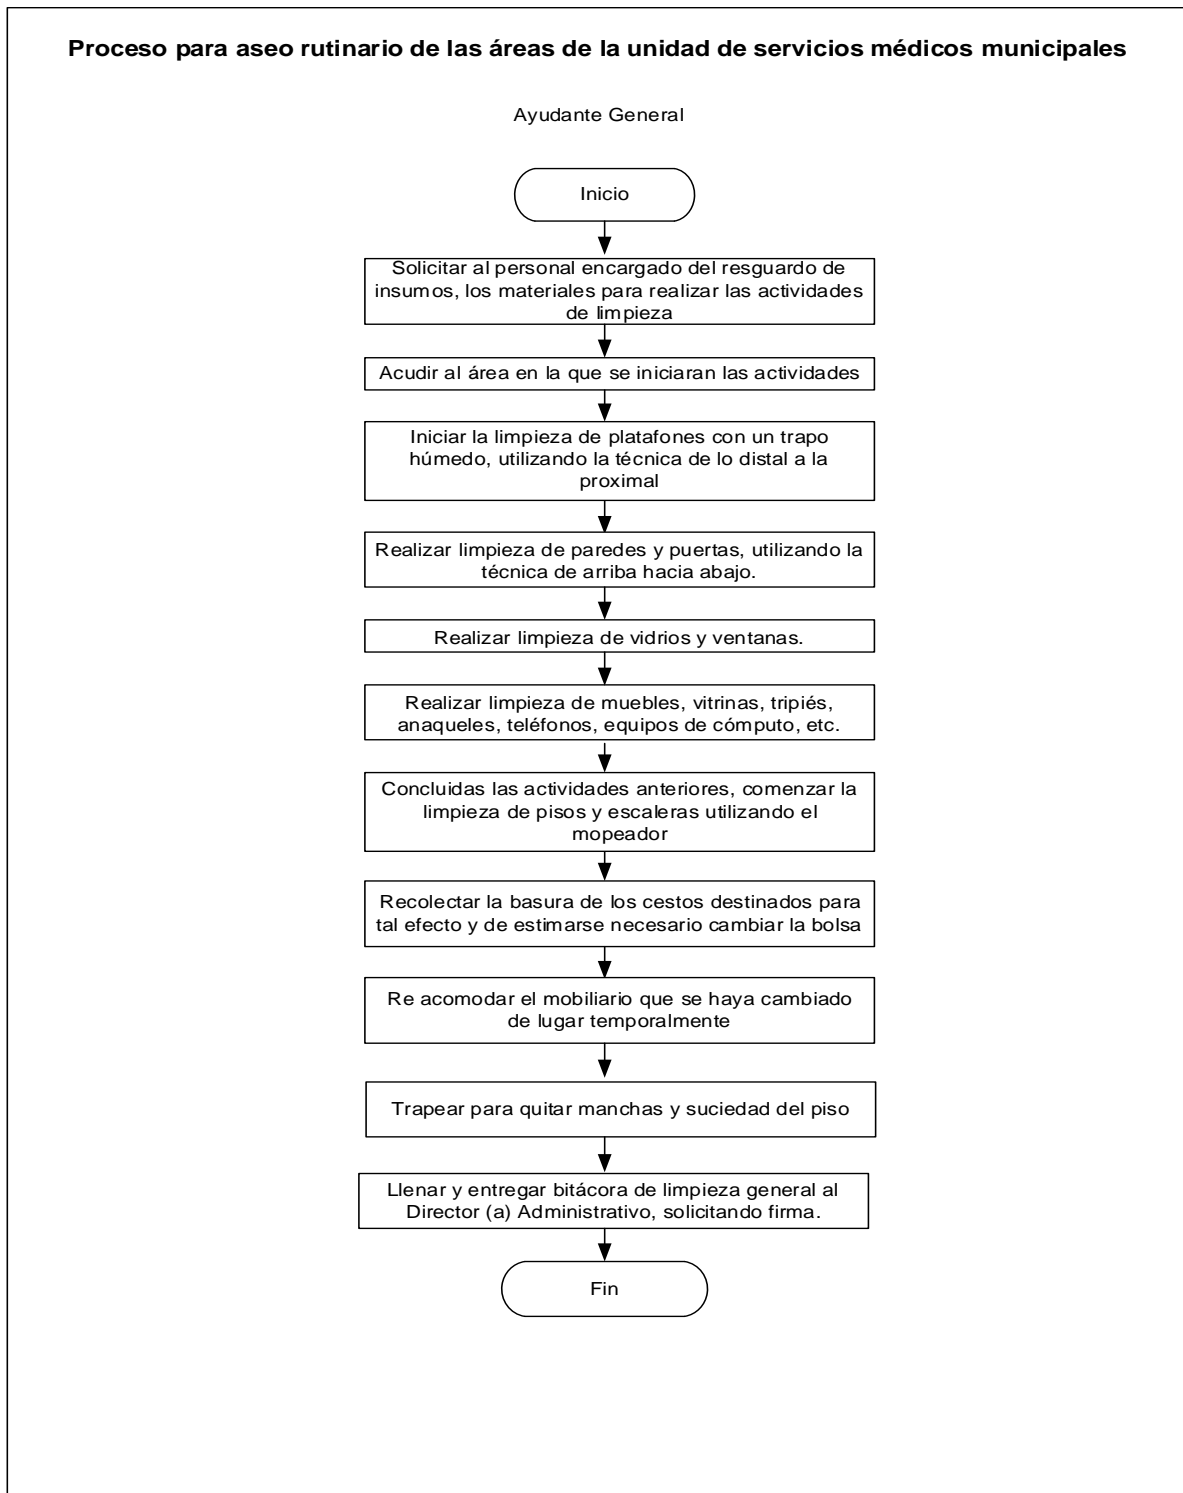 Proceso para aseo rutinario de las áreas de la unidad de servicios médicos municipales
Ayudante General
Inicio
Solicitar al personal encargado del resguardo de
insumos, los materiales para realizar las actividades
de limpieza
Acudir al área en la que se iniciaran las actividades
Iniciar la limpieza de platafones con un trapo
húmedo, utilizando la técnica de lo distal a la
proximal
Realizar limpieza de paredes y puertas, utilizando la
técnica de arriba hacia abajo.
Realizar limpieza de vidrios y ventanas.
Realizar limpieza de muebles, vitrinas, tripiés,
anaqueles, teléfonos, equipos de cómputo, etc.
Concluidas las actividades anteriores, comenzar la
limpieza de pisos y escaleras utilizando el
mopeador
Recolectar la basura de los cestos destinados para
tal efecto y de estimarse necesario cambiar la bolsa
Re acomodar el mobiliario que se haya cambiado
de lugar temporalmente
Trapear para quitar manchas y suciedad del piso
Llenar y entregar bitácora de limpieza general al
Director (a) Administrativo, solicitando firma.
Fin